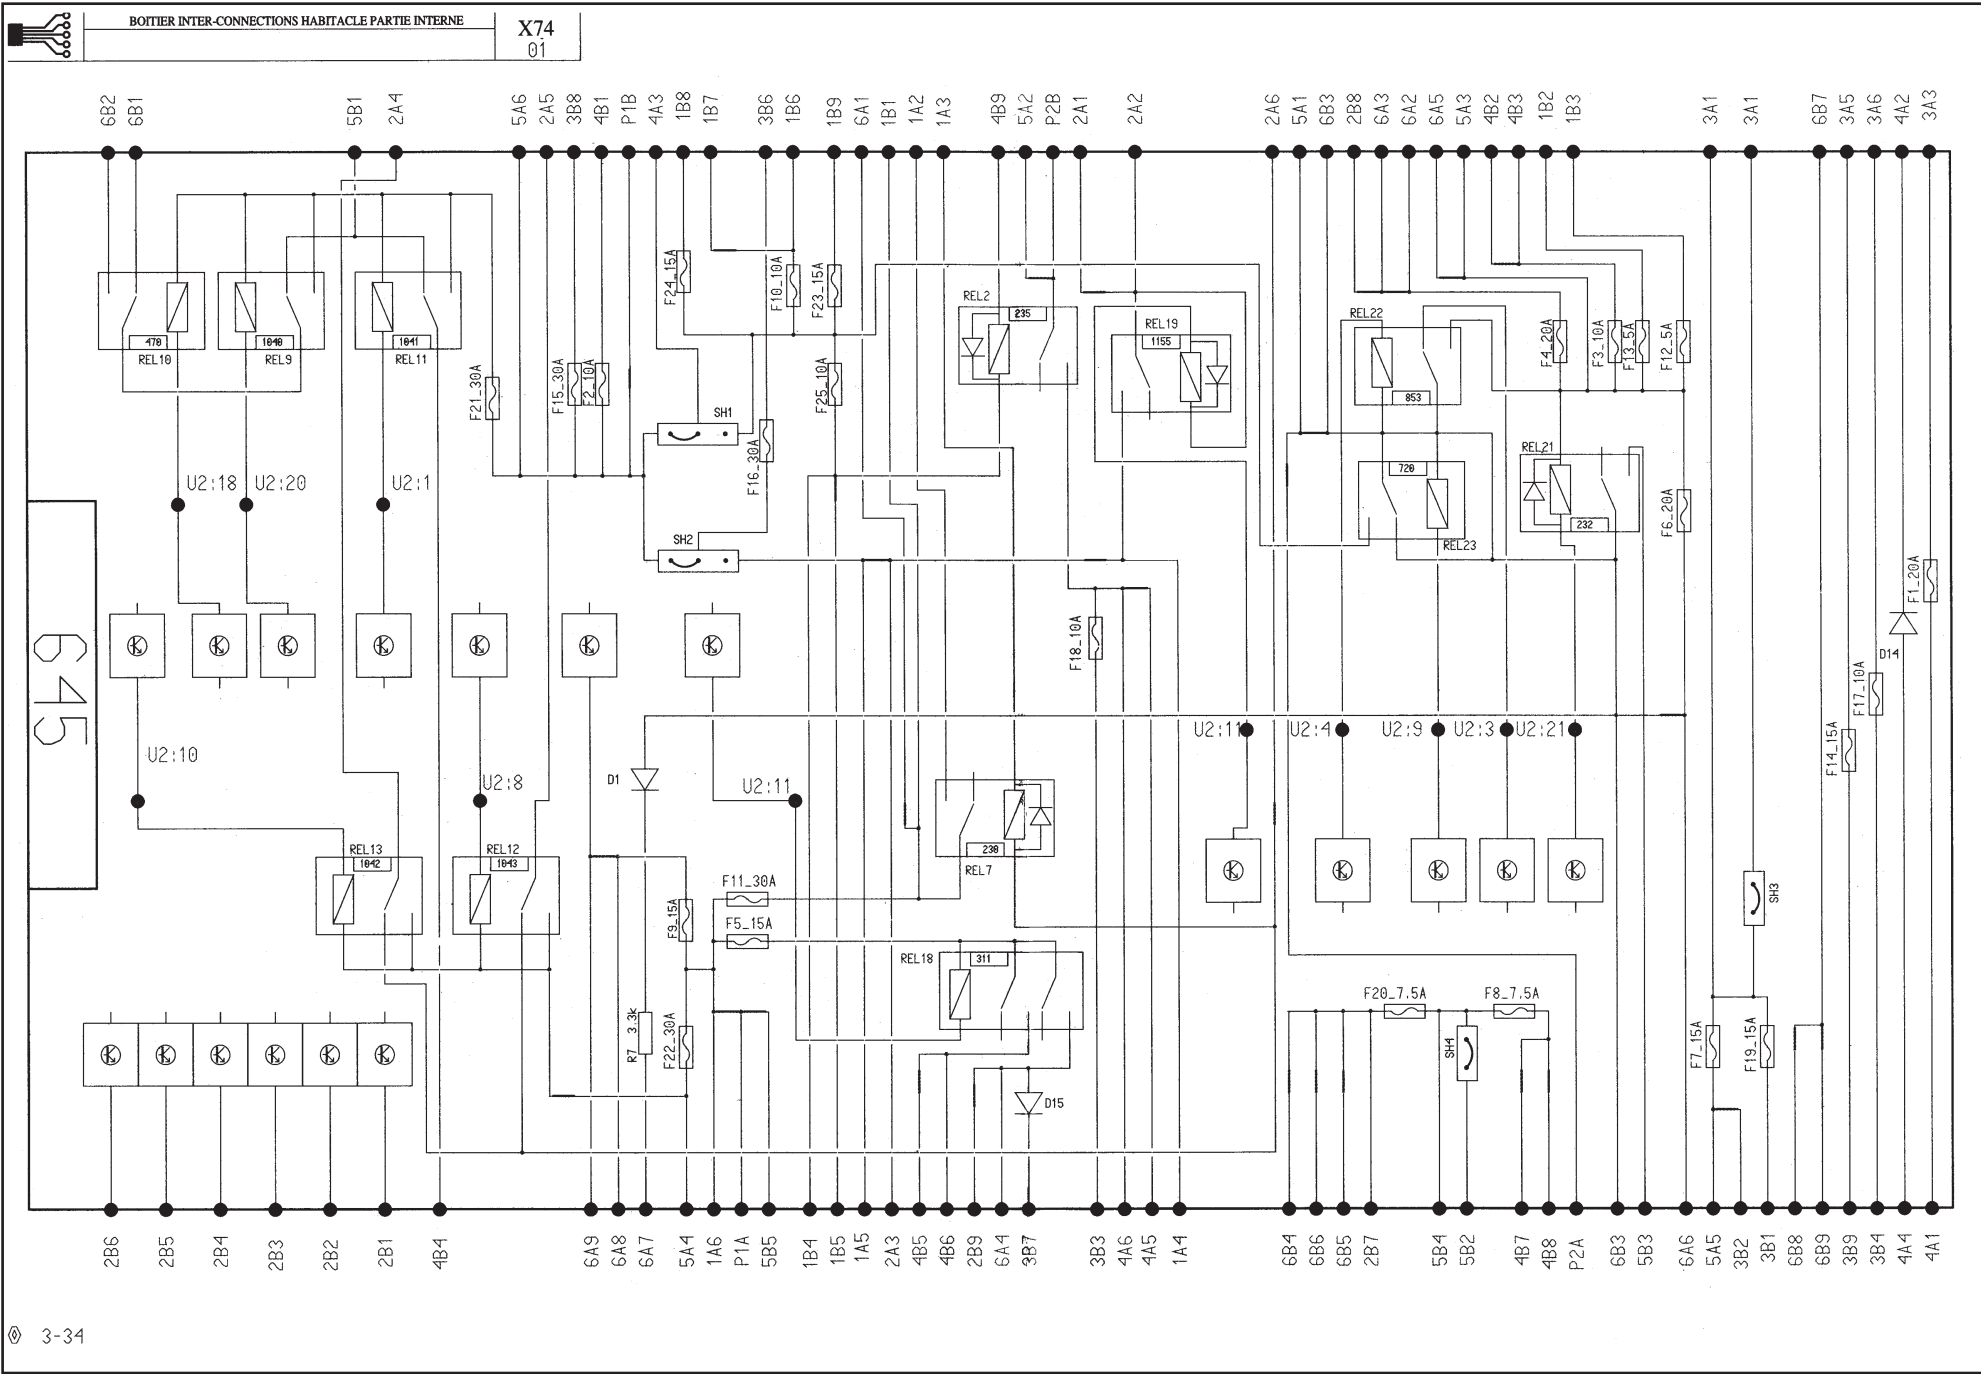 BOITIER INTER-CONNECTIONS HABITACLE PARTIE INTERNE
X74
01
6B2 6B1 5B1 2A4 5A6 2A5 3B8 4B1 P1B 4A3 1B8 1B7 3B6 1B6 1B9 6A1 1B1 1A2 1A3 4B9 5A2 P2B 2A1 2A2 2A6 5A1 6B3 2B8 6A3 6A2 6A5 5A3 4B2 4B3 1B2 1B3 3A1 3A1 6B7 3A5 3A6 4A2 3A3
F24_15A
F10_10A
F23_15A
REL2
235
REL19
1155
REL22
853
F4_20A
F3_10A
F13_5A
F12_5A
470
REL10
1040
REL9
1041
REL11
F21_30A
F15_30A
F2_10A
SH1
F16_30A
F25_10A
720
REL23
REL21
232
F6_20A
U2:18
U2:20
U2:1
SH2
F1_20A
645
F18_10A
D14
F17_10A
F14_15A
U2:10
U2:8
D1
U2:11
U2:11
U2:4
U2:9
U2:3
U2:21
REL13
1042
REL12
1043
230
REL7
F11_30A
F9_15A
F5_15A
SH3
REL18
311
F20_7.5A
F8_7.5A
R7 3.3k
F22_30A
SH4
F7_15A
F19_15A
D15
2B6 2B5 2B4 2B3 2B2 2B1 4B4 6A9 6A8 6A7 5A4 1A6 P1A 5B5 1B4 1B5 1A5 2A3 4B5 4B6 2B9 6A4 3B3 4A6 4A5 1A4 6B4 6B6 6B5 2B7 5B4 5B2 4B7 4B8 P2A 6B3 5B3 6A6 5A5 3B2 3B1 6B8 6B9 3B9 3B4 4A4 4A1
3-34